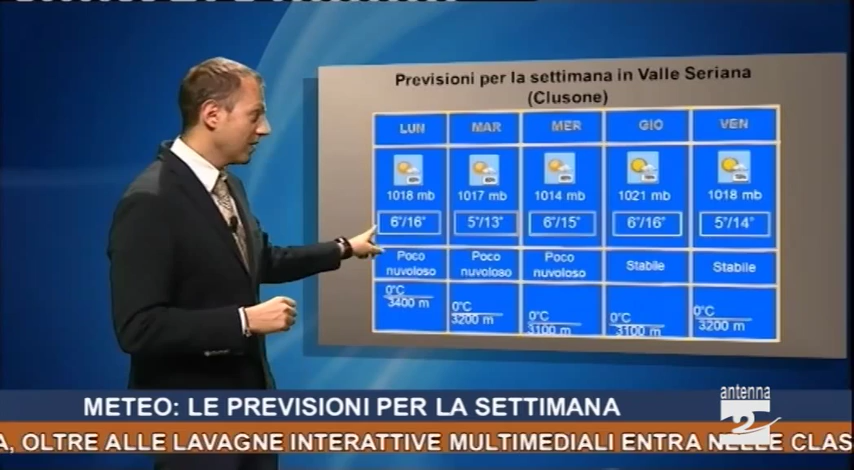 Previsioni per la settimana in Valle Seriana
(Clusone)
LUN MAR MER GIO VEN
1018 mb 1017 mb 1014 mb 1021 mb 1018 mb
6°/16° 5°/13° 6°/15° 6°/16° 5°/14°
Poco nuvoloso Poco nuvoloso Poco nuvoloso Stabile Stabile
0°C 0°C 0°C 0°C 0°C
3400 m 3200 m 3100 m 3100 m 3200 m
METEO: LE PREVISIONI PER LA SETTIMANA
antenna
2
A, OLTRE ALLE LAVAGNE INTERATTIVE MULTIMEDIALI ENTRA NELLE CLAS